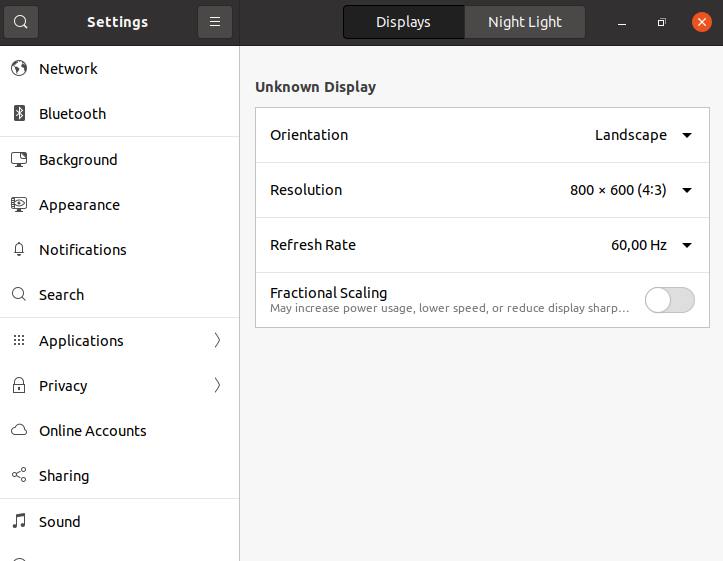 Settings
Displays
Night Light
Network
Bluetooth
Background
Appearance
Notifications
Search
Applications
Privacy
Online Accounts
Sharing
Sound
Unknown Display
Orientation
Landscape
Resolution
800 × 600 (4:3)
Refresh Rate
60,00 Hz
Fractional Scaling
May increase power usage, lower speed, or reduce display sharp…